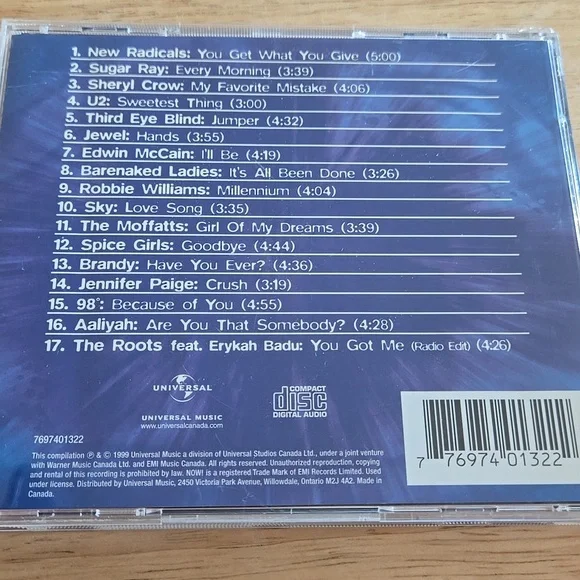 1. New Radicals: You Get What You Give (5:00)
2. Sugar Ray: Every Morning (3:39)
3. Sheryl Crow: My Favorite Mistake (4:06)
4. U2: Sweetest Thing (3:00)
5. Third Eye Blind: Jumper (4:32)
6. Jewel: Hands (3:55)
7. Edwin McCain: I'll Be (4:19)
8. Barenaked Ladies: It's All Been Done (3:26)
9. Robbie Williams: Millennium (4:04)
10. Sky: Love Song (3:35)
11. The Moffatts: Girl Of My Dreams (3:39)
12. Spice Girls: Goodbye (4:44)
13. Brandy: Have You Ever? (4:36)
14. Jennifer Paige: Crush (3:19)
15. 98°: Because of You (4:55)
16. Aaliyah: Are You That Somebody? (4:28)
17. The Roots feat. Erykah Badu: You Got Me (Radio Edit) (4:26)
UNIVERSAL
UNIVERSAL MUSIC
www.universalmusic.ca
COMPACT
disc
DIGITAL AUDIO
7697401322
This compilation ℗ & © 1999 Universal Music a division of Universal Studios Canada Ltd., under a joint venture
with Warner Music Canada Ltd. and EMI Music Canada. All rights reserved. Unauthorized reproduction, copying
and rental of this recording is prohibited by law. NOW! is a registered Trade Mark of EMI Records Limited. Used
under license. Distributed by Universal Music, 2450 Victoria Park Avenue, Willowdale, Ontario M2J 4A2. Made in
Canada.
7 76974 01322